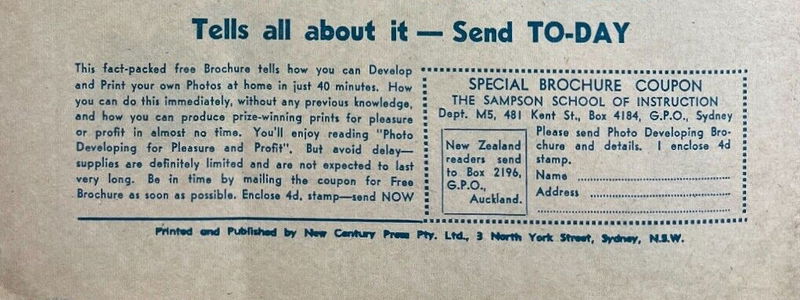 Tells all about it — Send TO-DAY
This fact-packed free Brochure tells how you can Develop
and Print your own Photos at home in just 40 minutes. How
you can do this immediately, without any previous knowledge,
and how you can produce prize-winning prints for pleasure
or profit in almost no time. You'll enjoy reading "Photo
Developing for Pleasure and Profit". But avoid delay—
supplies are definitely limited and are not expected to last
very long. Be in time by mailing the coupon for Free
Brochure as soon as possible. Enclose 4d. stamp—send NOW
SPECIAL BROCHURE COUPON
THE SAMPSON SCHOOL OF INSTRUCTION
Dept. M5, 481 Kent St., Box 4184, G.P.O., Sydney
New Zealand
readers send
to Box 2196,
G.P.O.,
Auckland.
Please send Photo Developing Bro-
chure and details. I enclose 4d
stamp.
Name
Address
Printed and Published by New Century Press Pty. Ltd., 3 North York Street, Sydney, N.S.W.